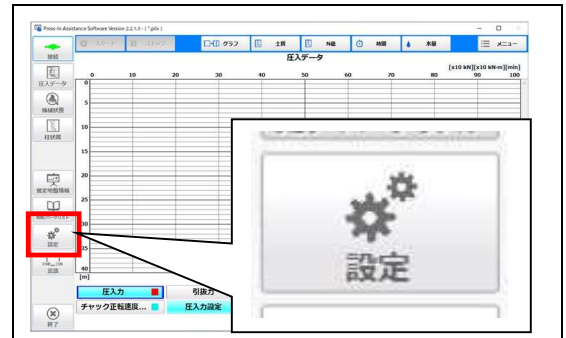 Press-In Assistance Software Version 2.2.1.3 - ( *.pilx )
接続
スタート
ストップ
グラフ
土質
N値
時間
水量
メニュー
圧入データ
[x10 kN][x10 kN-m][min]
0 10 20 30 40 50 60 70 80 90 100
圧入データ
機械状態
柱状図
推定地盤情報
設定
言語
終了
0
5
10
15
20
25
30
35
40
[m]
設定
圧入力
引抜力
チャック正転速度...
圧入力設定